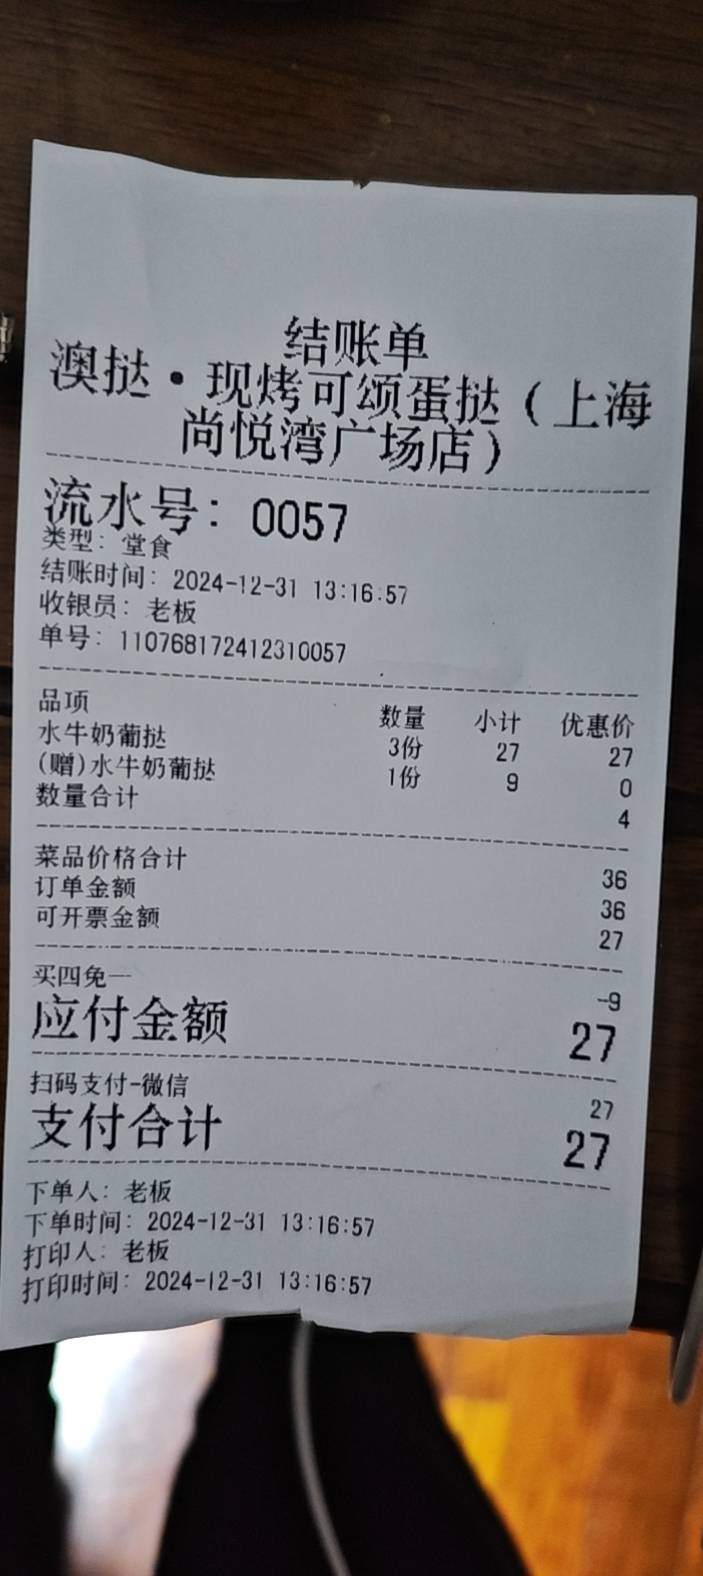 结账单
澳挞·现烤可颂蛋挞（上海
尚悦湾广场店）
流水号：0057
类型：堂食
结账时间：2024-12-31 13:16:57
收银员：老板
单号：110768172412310057
品项 数量 小计 优惠价
水牛奶葡挞 3份 27 27
(赠)水牛奶葡挞 1份 9 0
数量合计 4
菜品价格合计 36
订单金额 36
可开票金额 27
买四免一 -9
应付金额 27
扫码支付-微信 27
支付合计 27
下单人：老板
下单时间：2024-12-31 13:16:57
打印人：老板
打印时间：2024-12-31 13:16:57